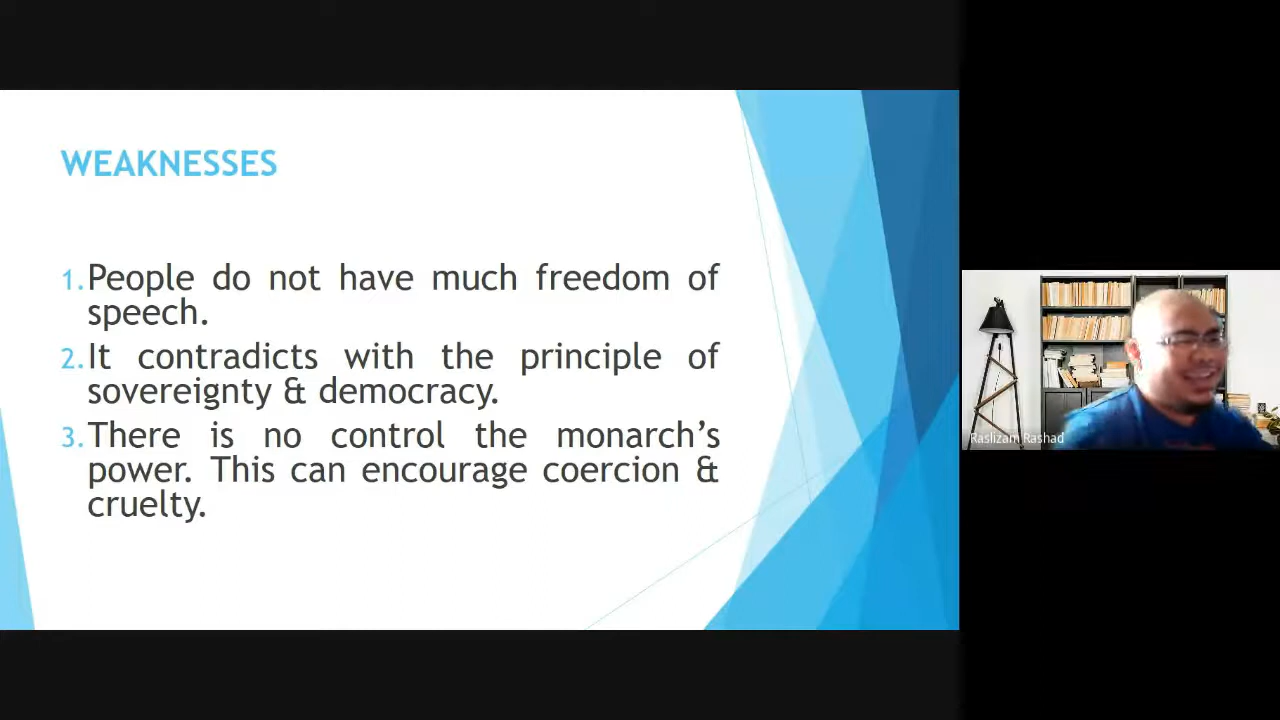 WEAKNESSES
1. People do not have much freedom of
speech.
2. It contradicts with the principle of
sovereignty & democracy.
3. There is no control the monarch's
power. This can encourage coercion &
cruelty.
Raslizam Rashad